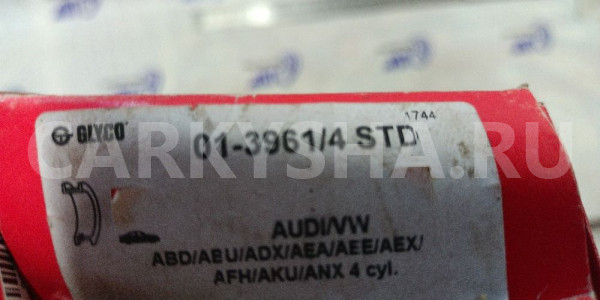 1744
GLYCO 01-3961/4 STD
CARKYSHA.RU
AUDI/VW
ABD/ABU/ADX/AEA/AEE/AEX/
AFH/AKU/ANX 4 cyl.